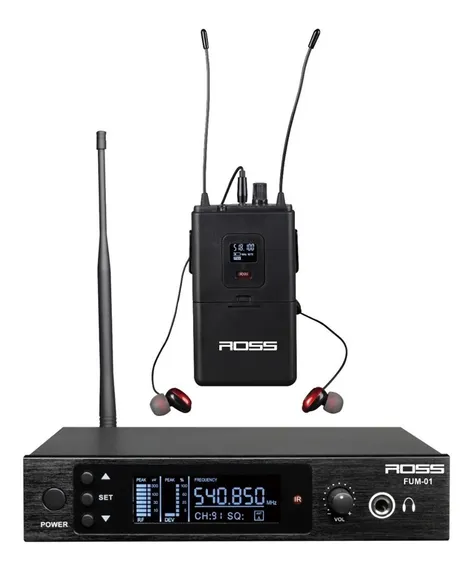 518.100
ROSS
ROSS
FUM-01
PEAK
PEAK %
FREQUENCY
540.850 MHz
CH:91 SQ:
RF
DEV
SET
POWER
IR
VOL
- +